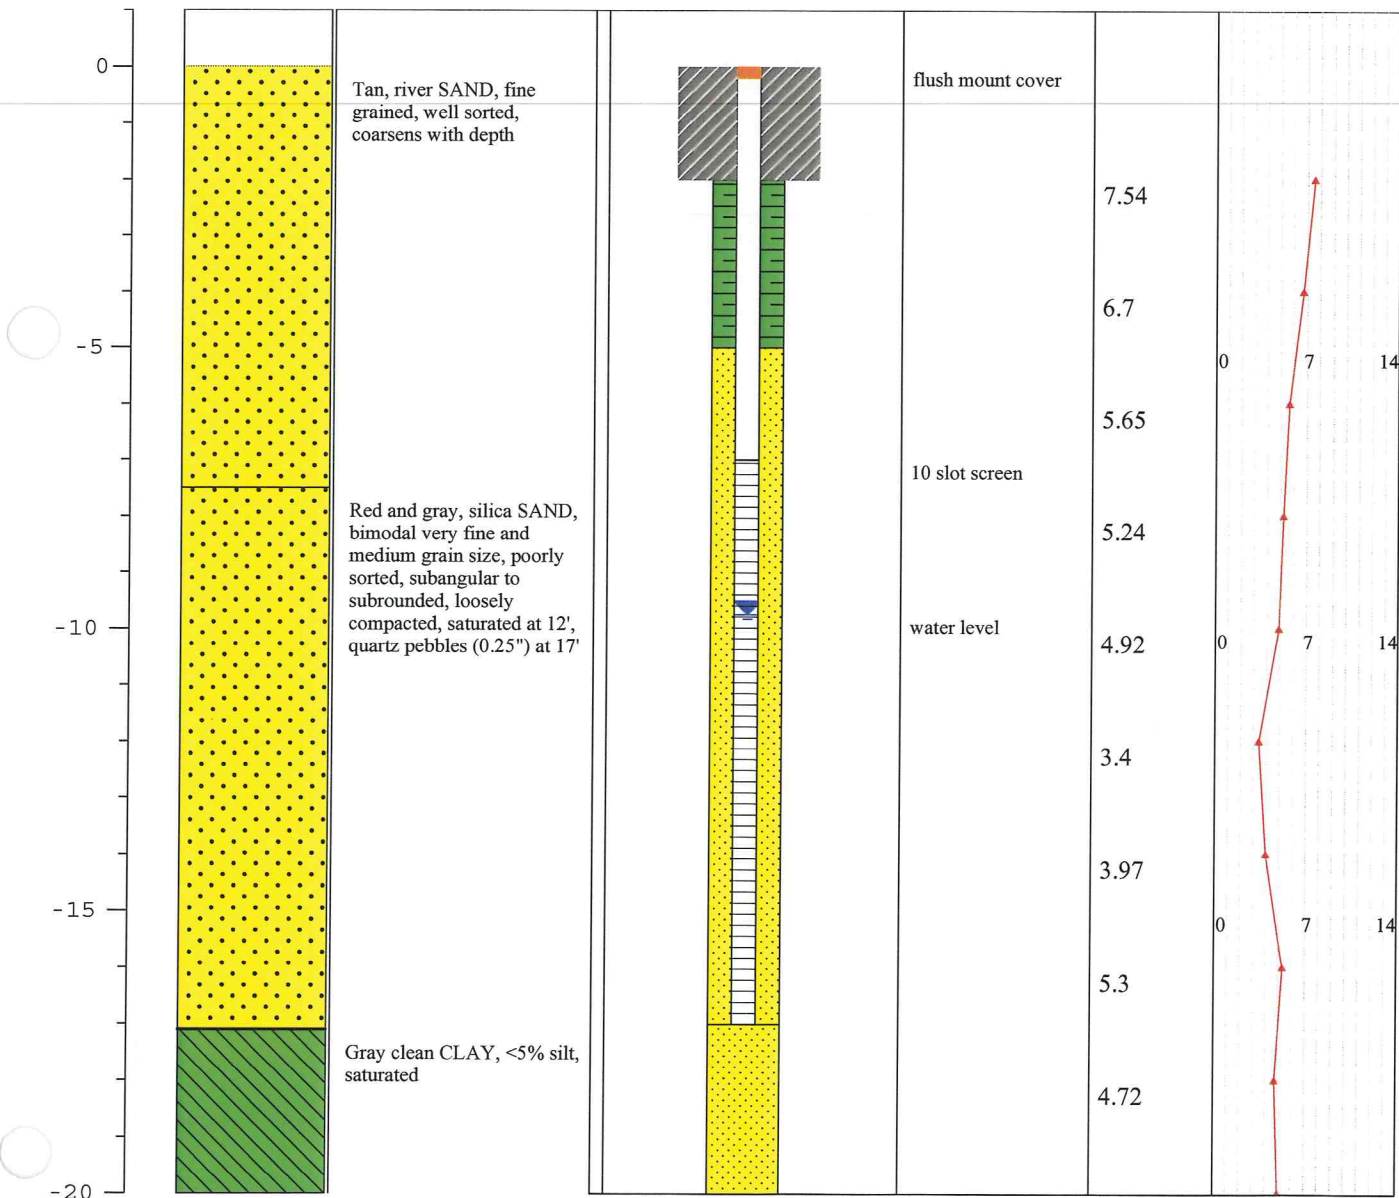 0
Tan, river SAND, fine
grained, well sorted,
coarsens with depth
flush mount cover
7.54
6.7
-5
0 7 14
5.65
10 slot screen
Red and gray, silica SAND,
bimodal very fine and
medium grain size, poorly
sorted, subangular to
subrounded, loosely
compacted, saturated at 12',
quartz pebbles (0.25") at 17'
5.24
-10
water level
4.92
0 7 14
3.4
3.97
-15
0 7 14
5.3
Gray clean CLAY, <5% silt,
saturated
4.72
-20